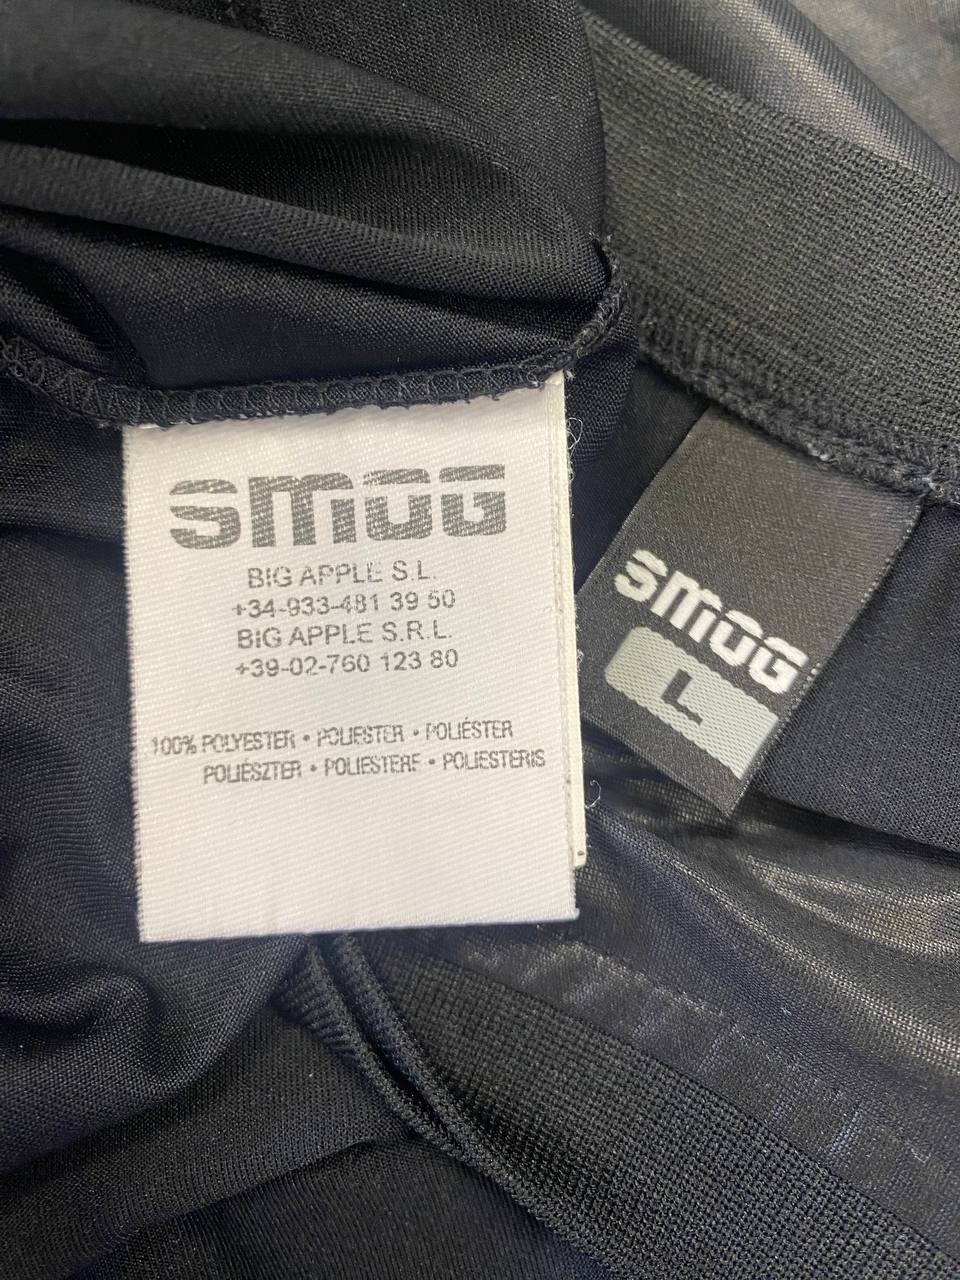 SMOG
BIG APPLE S.L.
+34-933-481 39 50
BIG APPLE S.R.L.
+39-02-760 123 80
100% POLYESTER • POLIESTER • POLIÉSTER
POLIÉSZTER • POLIESTERE • POLIESTERIS
SMOG
L